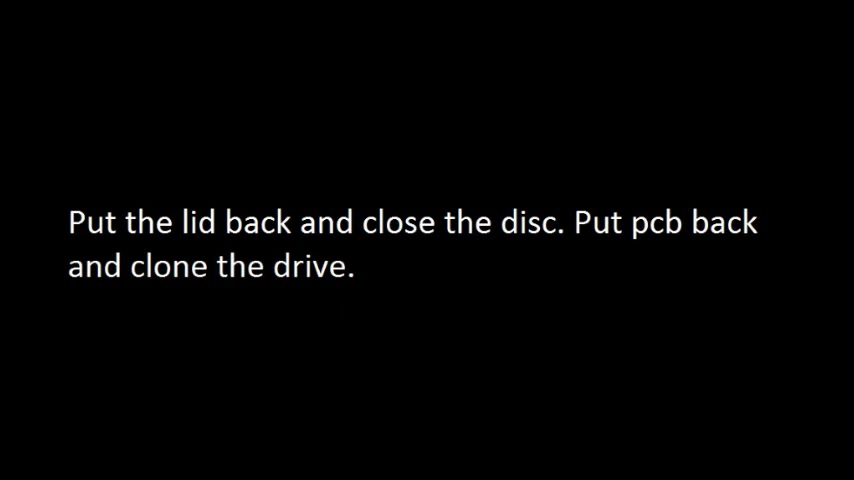 Put the lid back and close the disc. Put pcb back
and clone the drive.